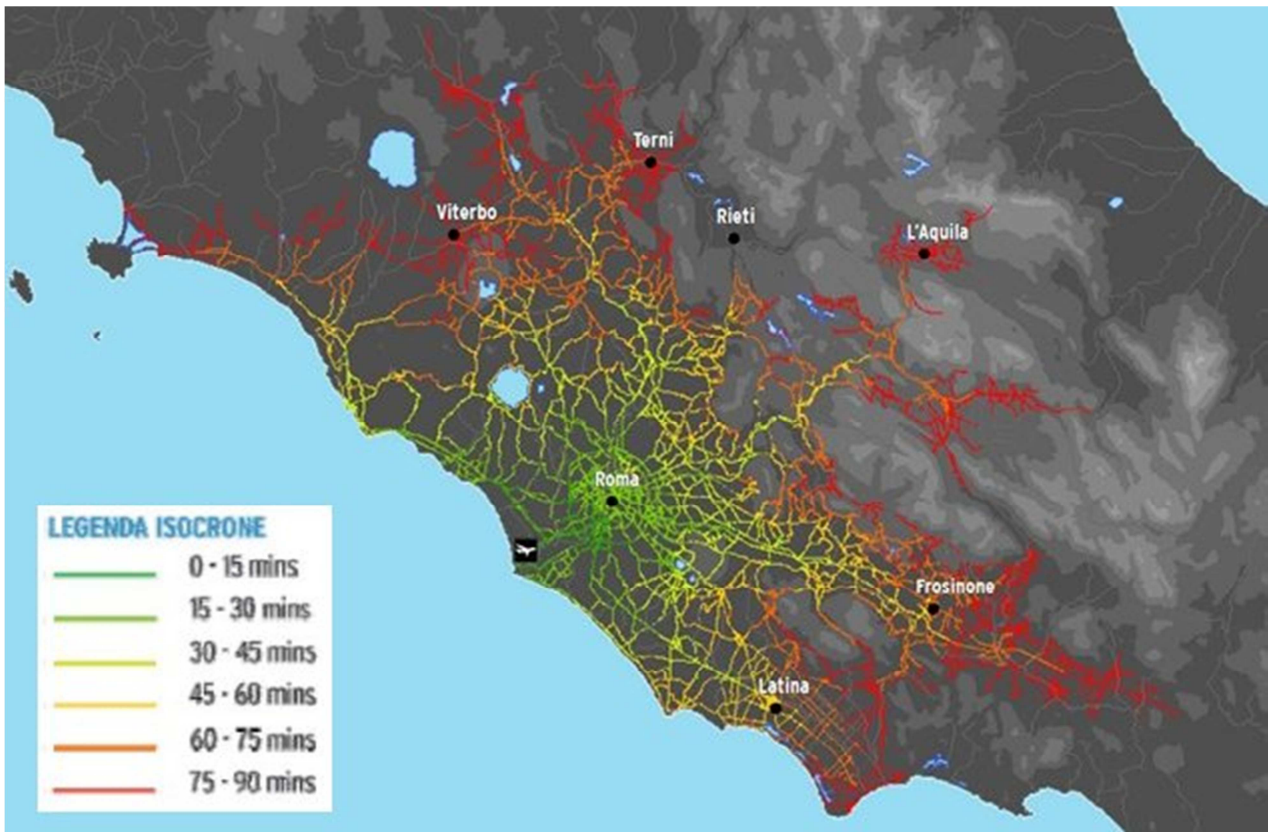 Terni
Viterbo
Rieti
L'Aquila
Roma
Frosinone
Latina
LEGENDA ISOCRONE
0 - 15 mins
15 - 30 mins
30 - 45 mins
45 - 60 mins
60 - 75 mins
75 - 90 mins